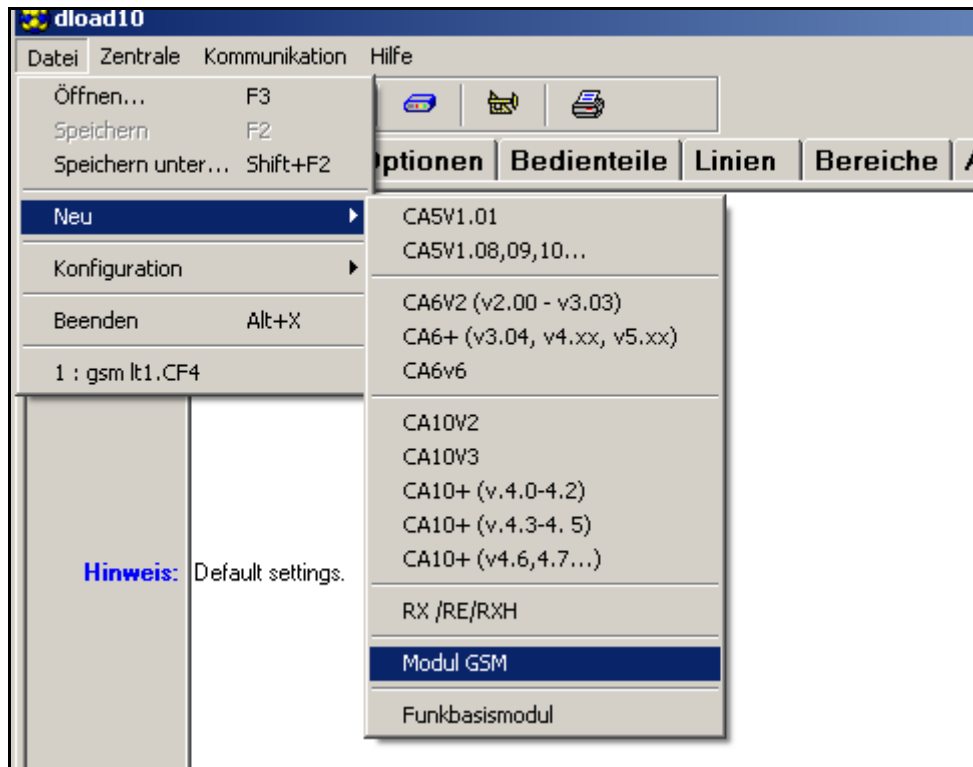 dload10
Datei Zentrale Kommunikation Hilfe
Öffnen... F3
Speichern F2
Speichern unter... Shift+F2
Neu
Konfiguration
Beenden Alt+X
1 : gsm lt1.CF4
ptionen Bedienteile Linien Bereiche A
CA5V1.01
CA5V1.08,09,10...
CA6V2 (v2.00 - v3.03)
CA6+ (v3.04, v4.xx, v5.xx)
CA6v6
CA10V2
CA10V3
CA10+ (v.4.0-4.2)
CA10+ (v.4.3-4. 5)
CA10+ (v4.6,4.7...)
RX /RE/RXH
Modul GSM
Funkbasismodul
Hinweis: Default settings.